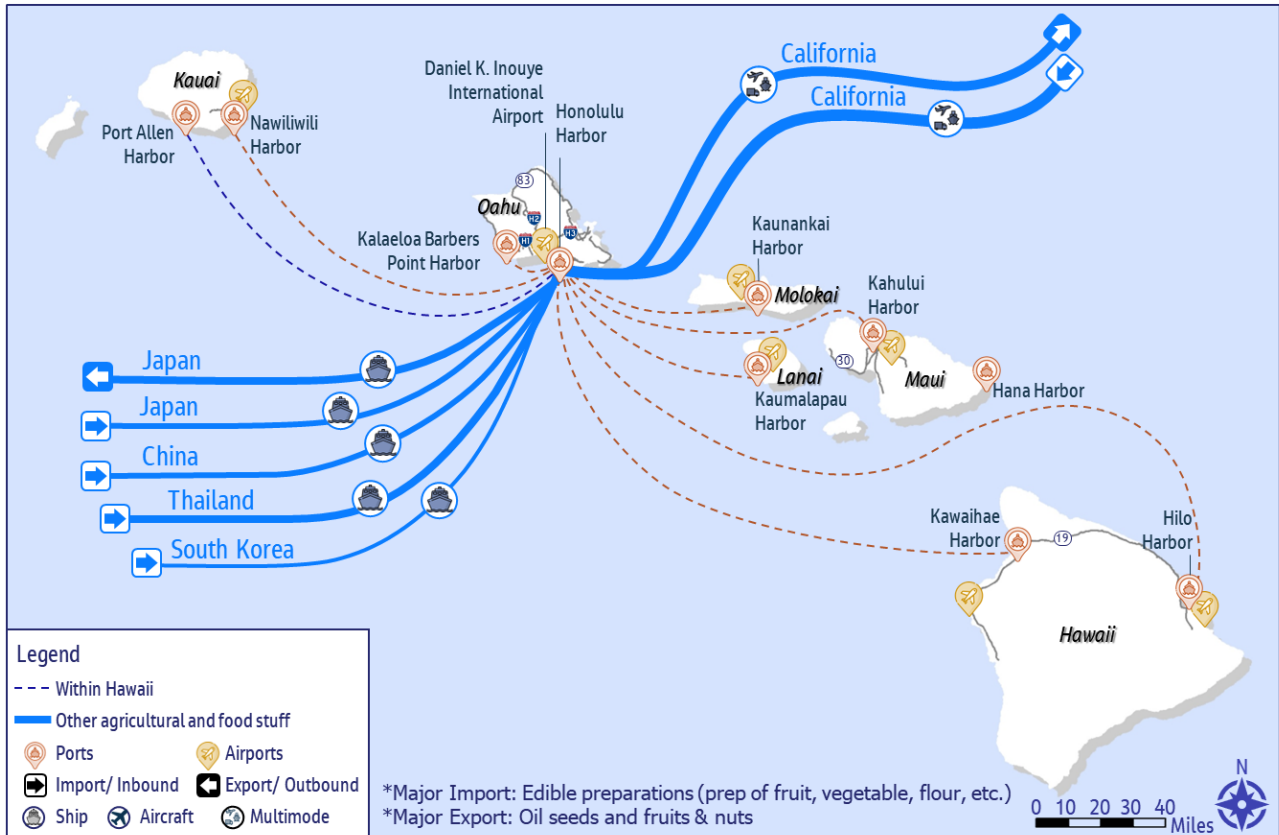 Kauai
Port Allen
Harbor
Nawiliwili
Harbor
Daniel K. Inouye
International
Airport
Honolulu
Harbor
California
California
83
Oahu
H2
H1
H3
Kalaeloa Barbers
Point Harbor
Kaunankai
Harbor
Molokai
Kahului
Harbor
30
Lanai
Maui
Kaumalapau
Harbor
Hana Harbor
Japan
Japan
China
Thailand
South Korea
Kawaihae
Harbor
19
Hilo
Harbor
Hawaii
Legend
Within Hawaii
Other agricultural and food stuff
Ports Airports
Import/ Inbound Export/ Outbound
Ship Aircraft Multimode
*Major Import: Edible preparations (prep of fruit, vegetable, flour, etc.)
*Major Export: Oil seeds and fruits & nuts
0 10 20 30 40
Miles
N